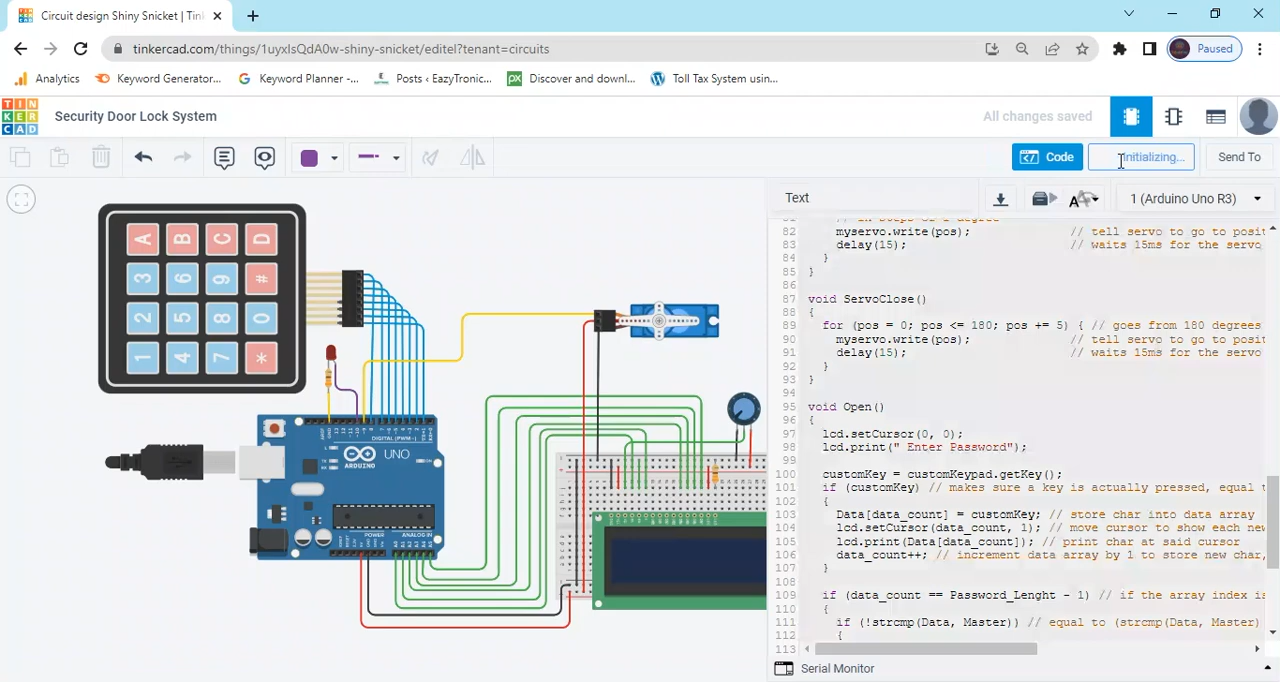 Circuit design Shiny Snicket | Tin
tinkercad.com/things/1uyxlsQdA0w-shiny-snicket/editel?tenant=circuits
Paused
Analytics
Keyword Generator...
Keyword Planner -...
Posts ‹ EazyTronic...
Discover and downl...
Toll Tax System usin...
TIN
KER
CAD
Security Door Lock System
All changes saved
Code
Initializing...
Send To
Text
1 (Arduino Uno R3)
82 myservo.write(pos); // tell servo to go to posit
83 delay(15); // waits 15ms for the servo
84 }
85 }
86
87 void ServoClose()
88 {
89 for (pos = 0; pos <= 180; pos += 5) { // goes from 180 degrees
90 myservo.write(pos); // tell servo to go to posit
91 delay(15); // waits 15ms for the servo
92 }
93 }
94
95 void Open()
96 {
97 lcd.setCursor(0, 0);
98 lcd.print(" Enter Password");
99
100 customKey = customKeypad.getKey();
101 if (customKey) // makes sure a key is actually pressed, equal t
102 {
103 Data[data_count] = customKey; // store char into data array
104 lcd.setCursor(data_count, 1); // move cursor to show each new
105 lcd.print(Data[data_count]); // print char at said cursor
106 data_count++; // increment data array by 1 to store new char,
107 }
108
109 if (data_count == Password_Lenght - 1) // if the array index is
110 {
111 if (!strcmp(Data, Master)) // equal to (strcmp(Data, Master)
112 {
113
Serial Monitor
A B C D
3 6 9 #
2 5 8 0
1 4 7 *
DIGITAL (PWM~)
UNO
ARDUINO
POWER
ANALOG IN